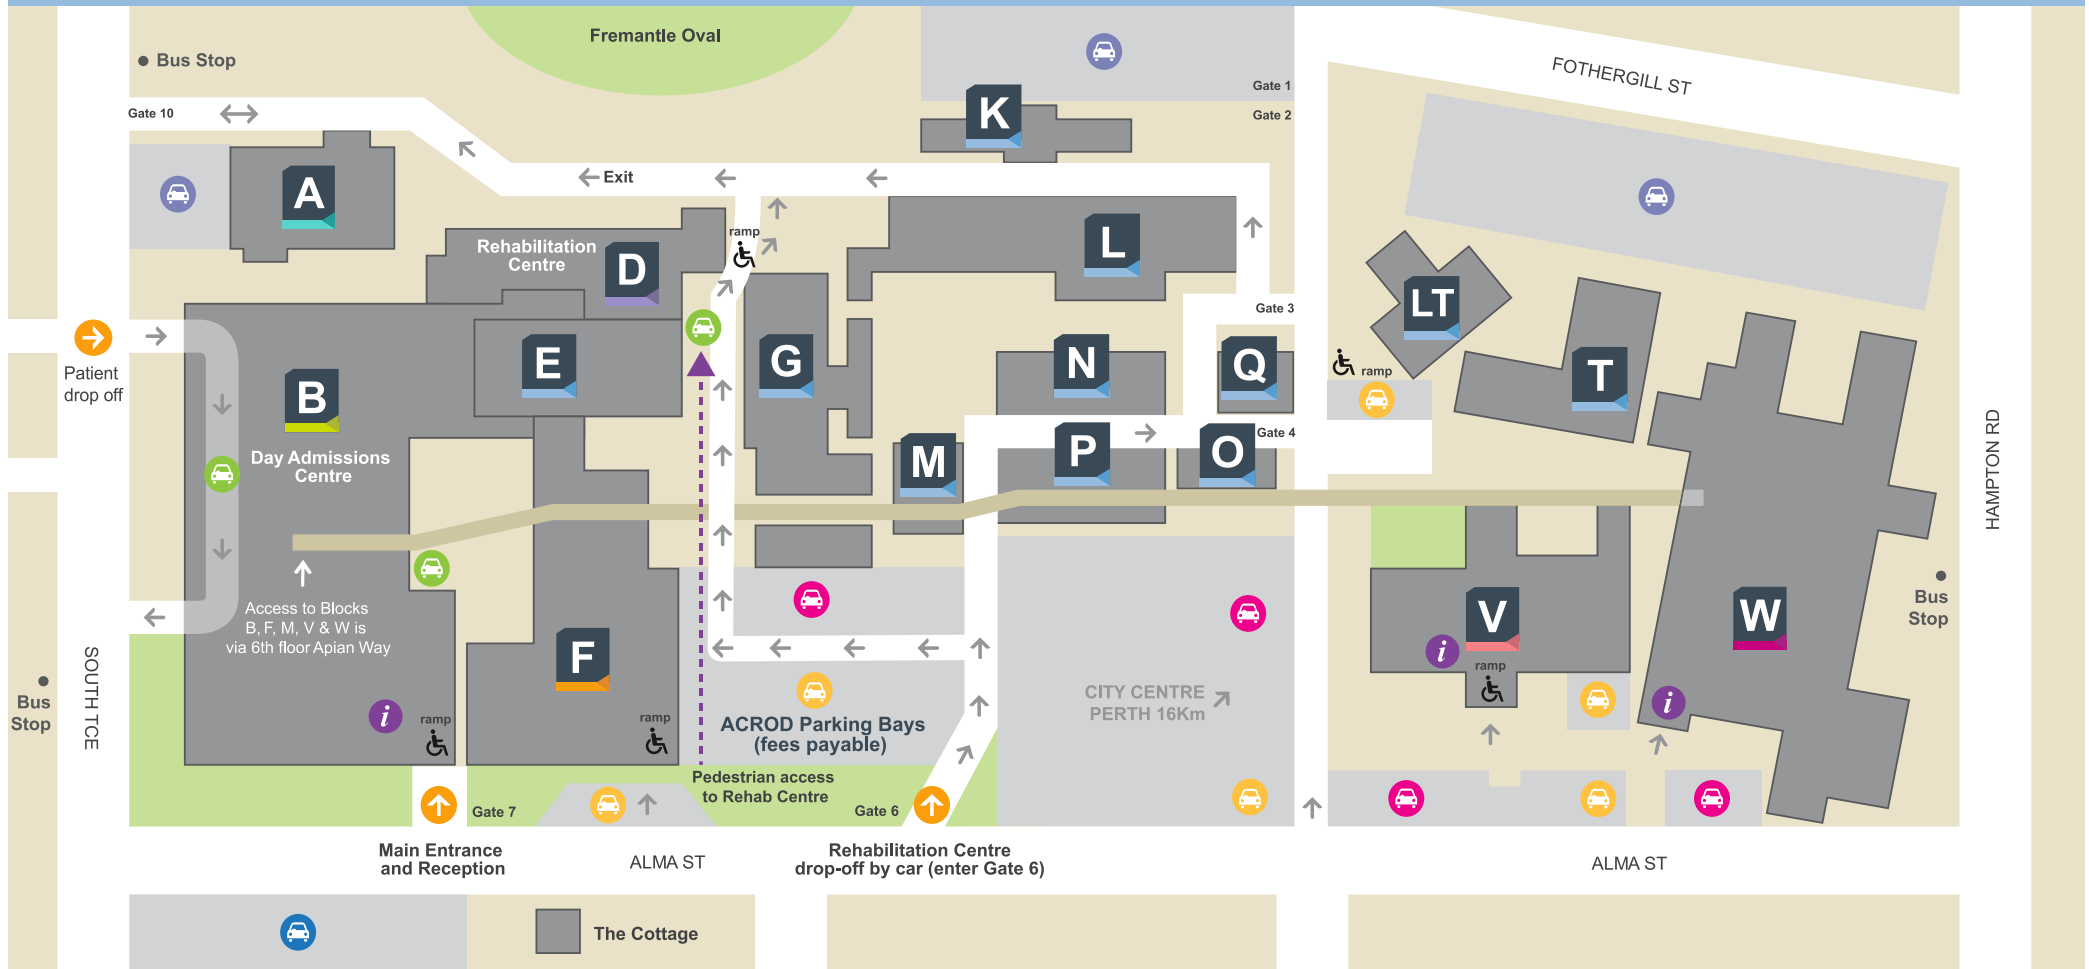 Fremantle Oval
Bus Stop
FOTHERGILL ST
Gate 1
Gate 2
Gate 10
K
Exit
A
ramp
Rehabilitation
Centre
D
L
LT
Gate 3
Patient
drop off
E
G
N
Q
ramp
T
B
Day Admissions
Centre
M
P
O
Gate 4
HAMPTON RD
Access to Blocks
B, F, M, V & W is
via 6th floor Apian Way
F
V
W
Bus
Stop
SOUTH TCE
Bus
Stop
i
ramp
ramp
i
ramp
i
CITY CENTRE
PERTH 16Km
ACROD Parking Bays
(fees payable)
Pedestrian access
to Rehab Centre
Gate 7
Gate 6
Main Entrance
and Reception
ALMA ST
Rehabilitation Centre
drop-off by car (enter Gate 6)
ALMA ST
The Cottage